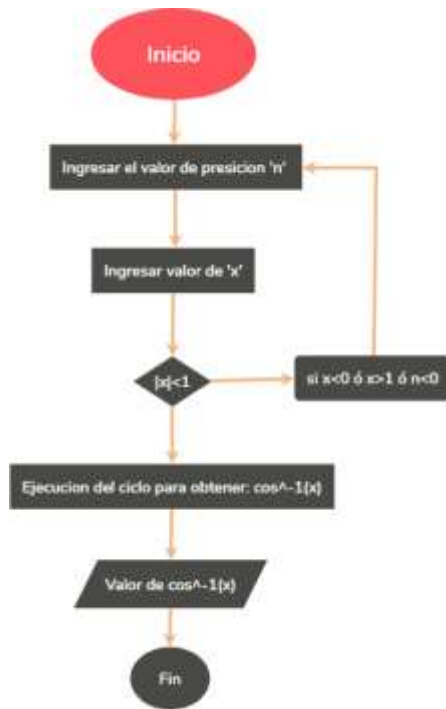 Inicio
Ingresar el valor de presicion 'n'
Ingresar valor de 'x'
|x|<1
si x<0 ó x>1 ó n<0
Ejecucion del ciclo para obtener: cos^-1(x)
Valor de cos^-1(x)
Fin